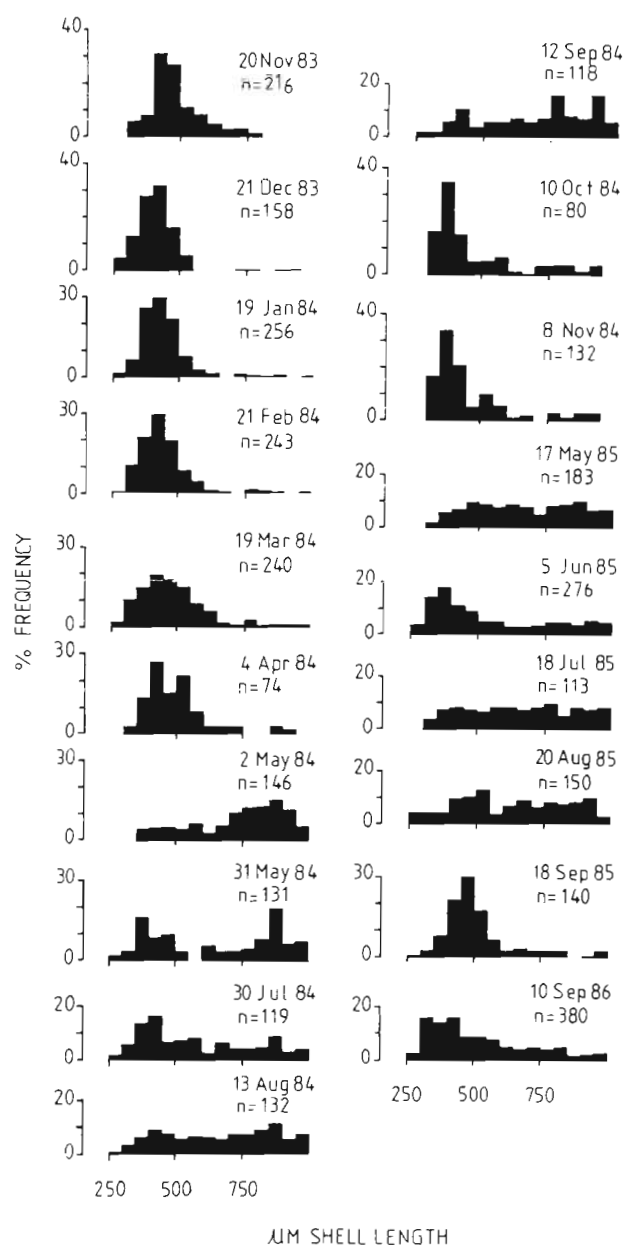 % FREQUENCY
40
0
20 Nov 83
n=216
40
0
21 Dec 83
n=158
30
0
19 Jan 84
n=256
30
0
21 Feb 84
n=243
30
0
19 Mar 84
n=240
30
0
4 Apr 84
n=74
30
0
2 May 84
n=146
30
0
31 May 84
n=131
20
0
30 Jul 84
n=119
20
0
13 Aug 84
n=132
250 500 750
20
0
12 Sep 84
n=118
40
0
10 Oct 84
n=80
40
0
8 Nov 84
n=132
20
0
17 May 85
n=183
20
0
5 Jun 85
n=276
20
0
18 Jul 85
n=113
20
0
20 Aug 85
n=150
30
0
18 Sep 85
n=140
20
0
10 Sep 86
n=380
250 500 750
µM SHELL LENGTH